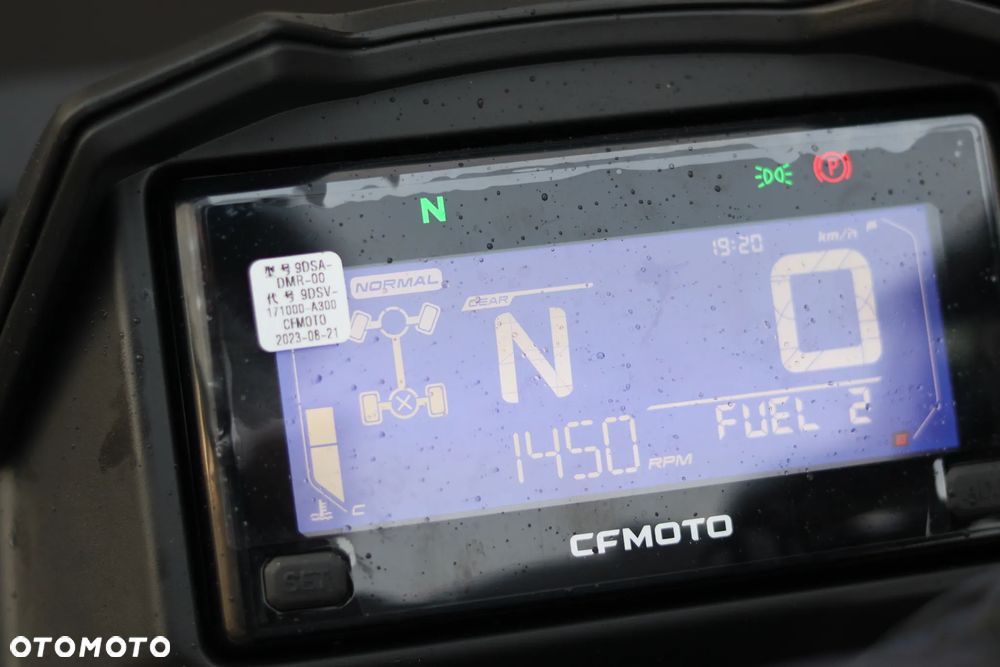 N
P
型号 9DSA-
DMR-00
代号 9DSV-
171000-A300
CFMOTO
2023-08-21
NORMAL
GEAR
N
19:20
km/h
0
1450 RPM
FUEL 2
C
CFMOTO
SET
OTOMOTO